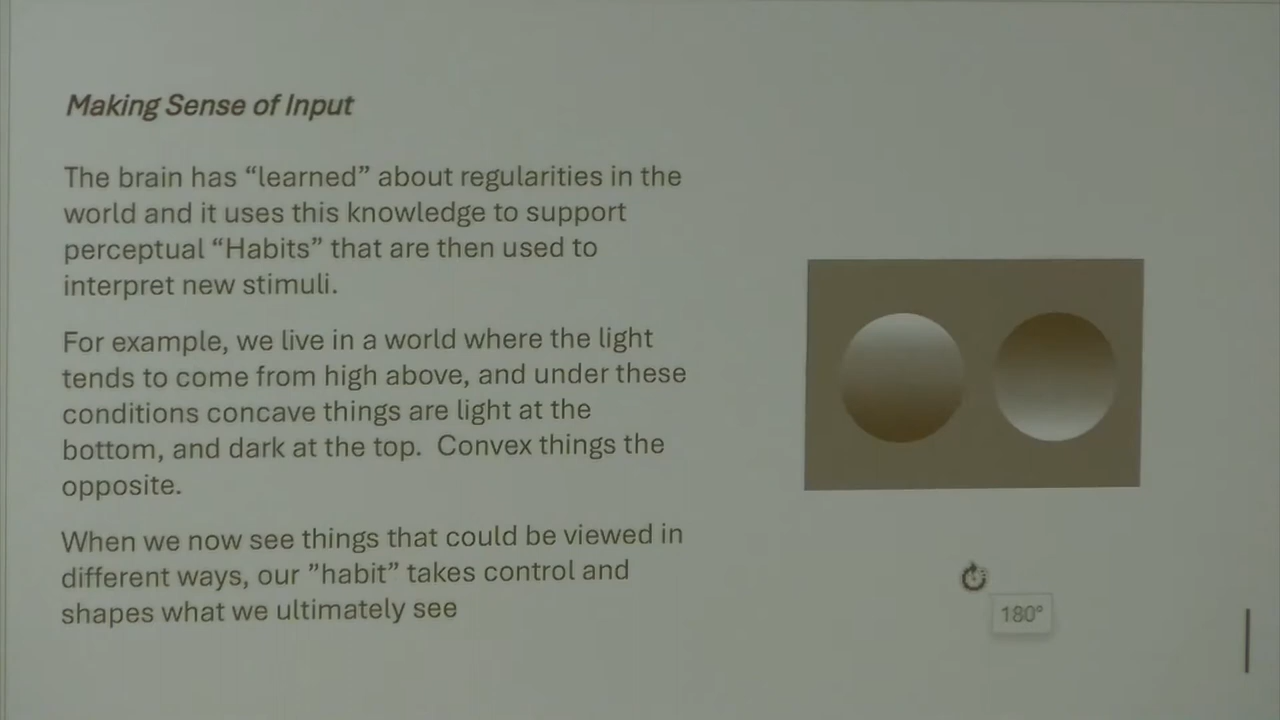 Making Sense of Input
The brain has “learned” about regularities in the
world and it uses this knowledge to support
perceptual “Habits” that are then used to
interpret new stimuli.
For example, we live in a world where the light
tends to come from high above, and under these
conditions concave things are light at the
bottom, and dark at the top.  Convex things the
opposite.
When we now see things that could be viewed in
different ways, our ”habit” takes control and
shapes what we ultimately see
180°